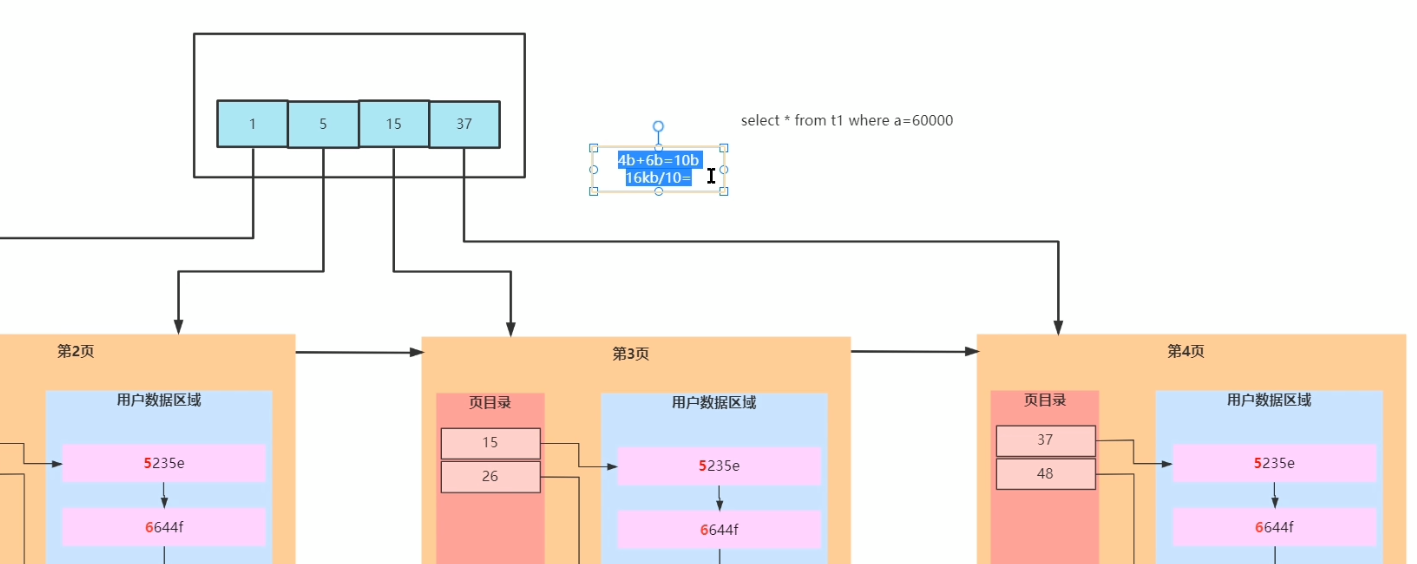 1
5
15
37
select * from t1 where a=60000
4b+6b=10b
16kb/10=
第2页
用户数据区域
5235e
6644f
第3页
页目录
15
26
用户数据区域
5235e
6644f
第4页
页目录
37
48
用户数据区域
5235e
6644f